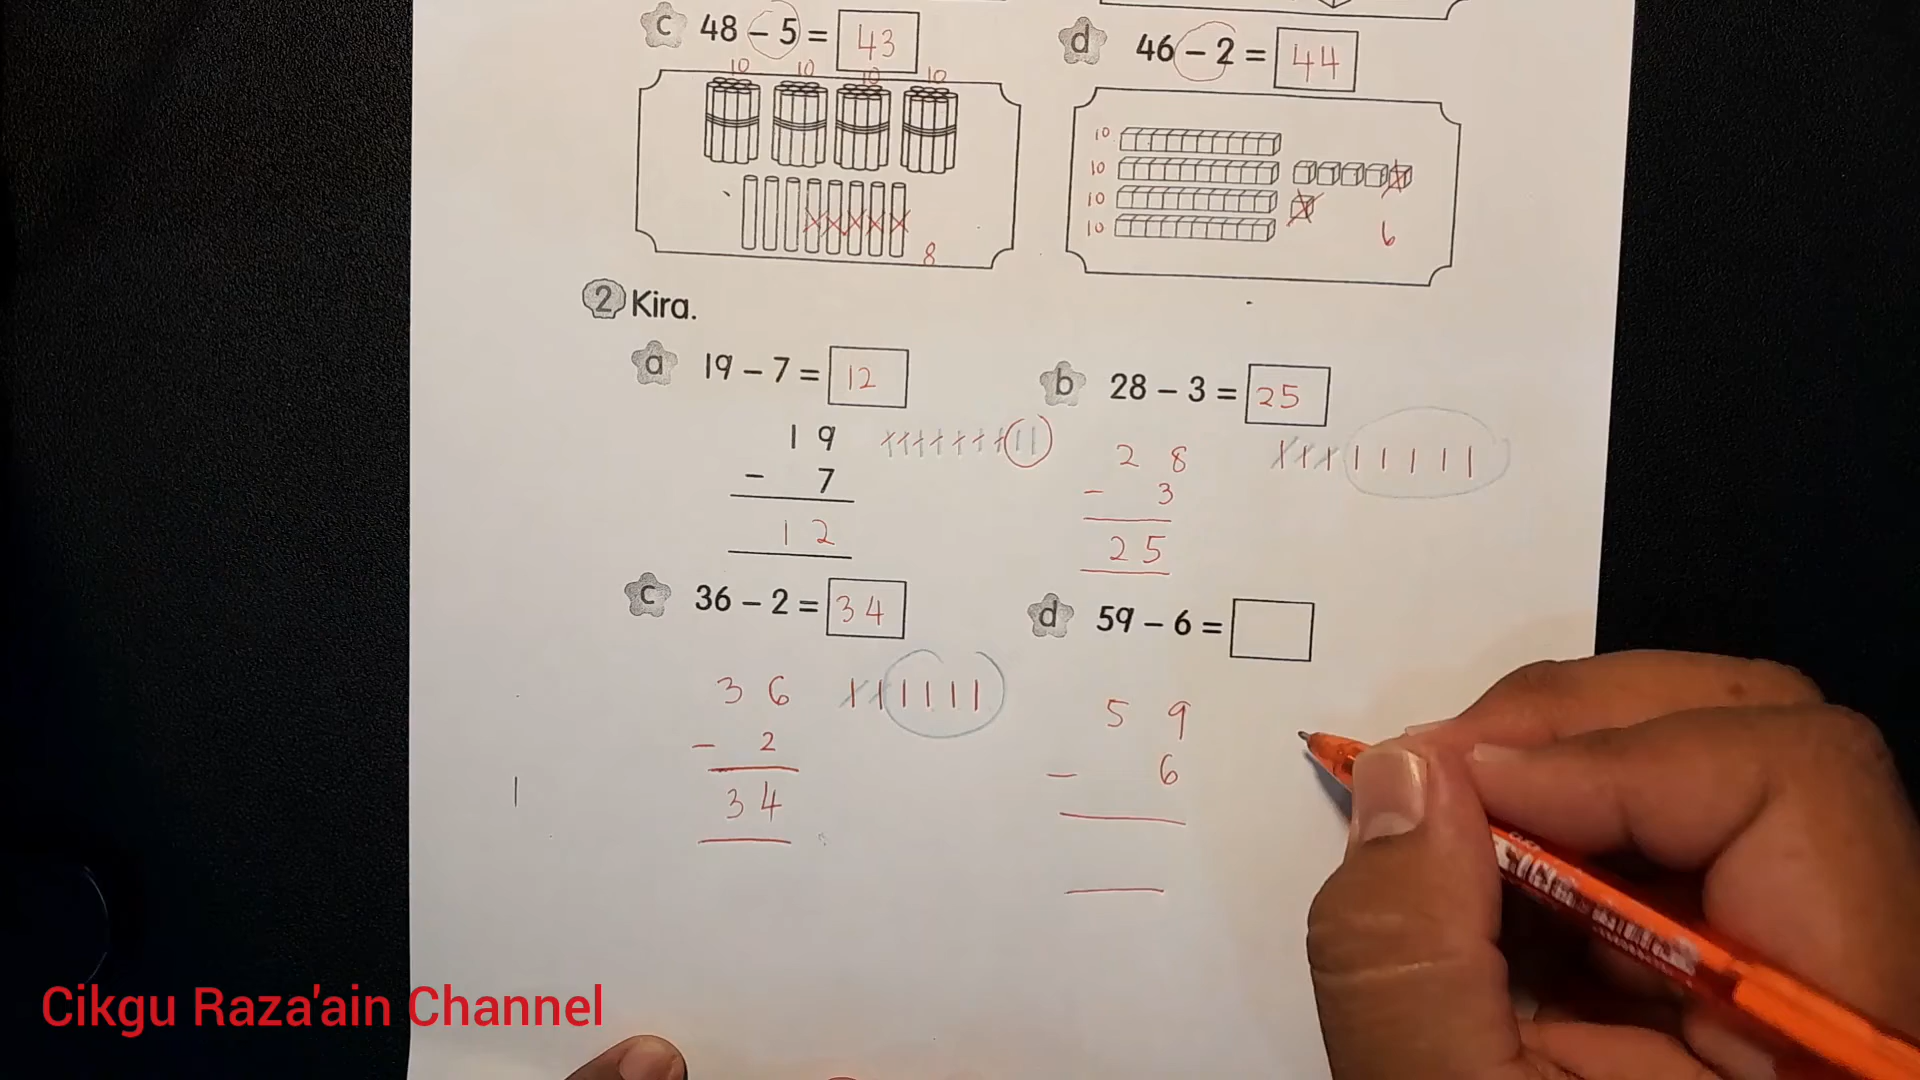 c 48 – 5 = 43
10 10 10 10
8
d 46 – 2 = 44
10
10
10
10
6
2 Kira.
a 19 – 7 = 12
1 9
– 7
1 2
b 28 – 3 = 25
2 8
– 3
2 5
c 36 – 2 = 34
3 6
– 2
3 4
d 59 – 6 =
5 9
– 6
Cikgu Raza'ain Channel